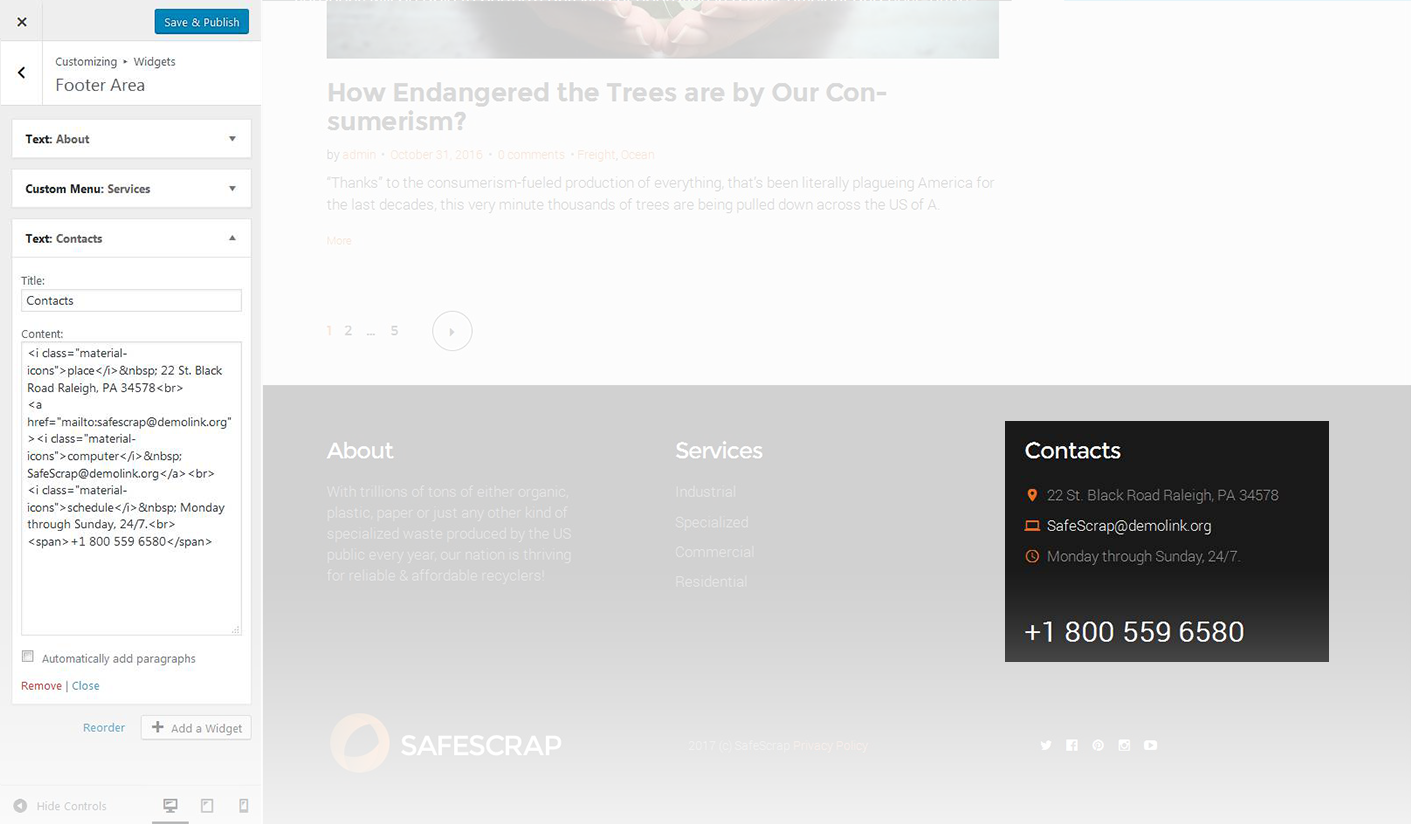 Save & Publish
Customizing ▸ Widgets
Footer Area
Text: About
Custom Menu: Services
Text: Contacts
Title:
Contacts
Content:
<i class="material-
icons">place</i>&nbsp; 22 St. Black
Road Raleigh, PA 34578<br>
<a
href="mailto:safescrap@demolink.org"
><i class="material-
icons">computer</i>&nbsp;
SafeScrap@demolink.org</a><br>
<i class="material-
icons">schedule</i>&nbsp; Monday
through Sunday, 24/7.<br>
<span>+1 800 559 6580</span>
Automatically add paragraphs
Remove | Close
Reorder
Add a Widget
Hide Controls
How Endangered the Trees are by Our Con-
sumerism?
by admin • October 31, 2016 • 0 comments • Freight, Ocean
“Thanks” to the consumerism-fueled production of everything, that’s been literally plagueing America for
the last decades, this very minute thousands of trees are being pulled down across the US of A.
More
1 2 … 5
About
With trillions of tons of either organic,
plastic, paper or just any other kind of
specialized waste produced by the US
public every year, our nation is thriving
for reliable & affordable recyclers!
Services
Industrial
Specialized
Commercial
Residential
Contacts
22 St. Black Road Raleigh, PA 34578
SafeScrap@demolink.org
Monday through Sunday, 24/7.
+1 800 559 6580
SAFESCRAP
2017 (c) SafeScrap Privacy Policy